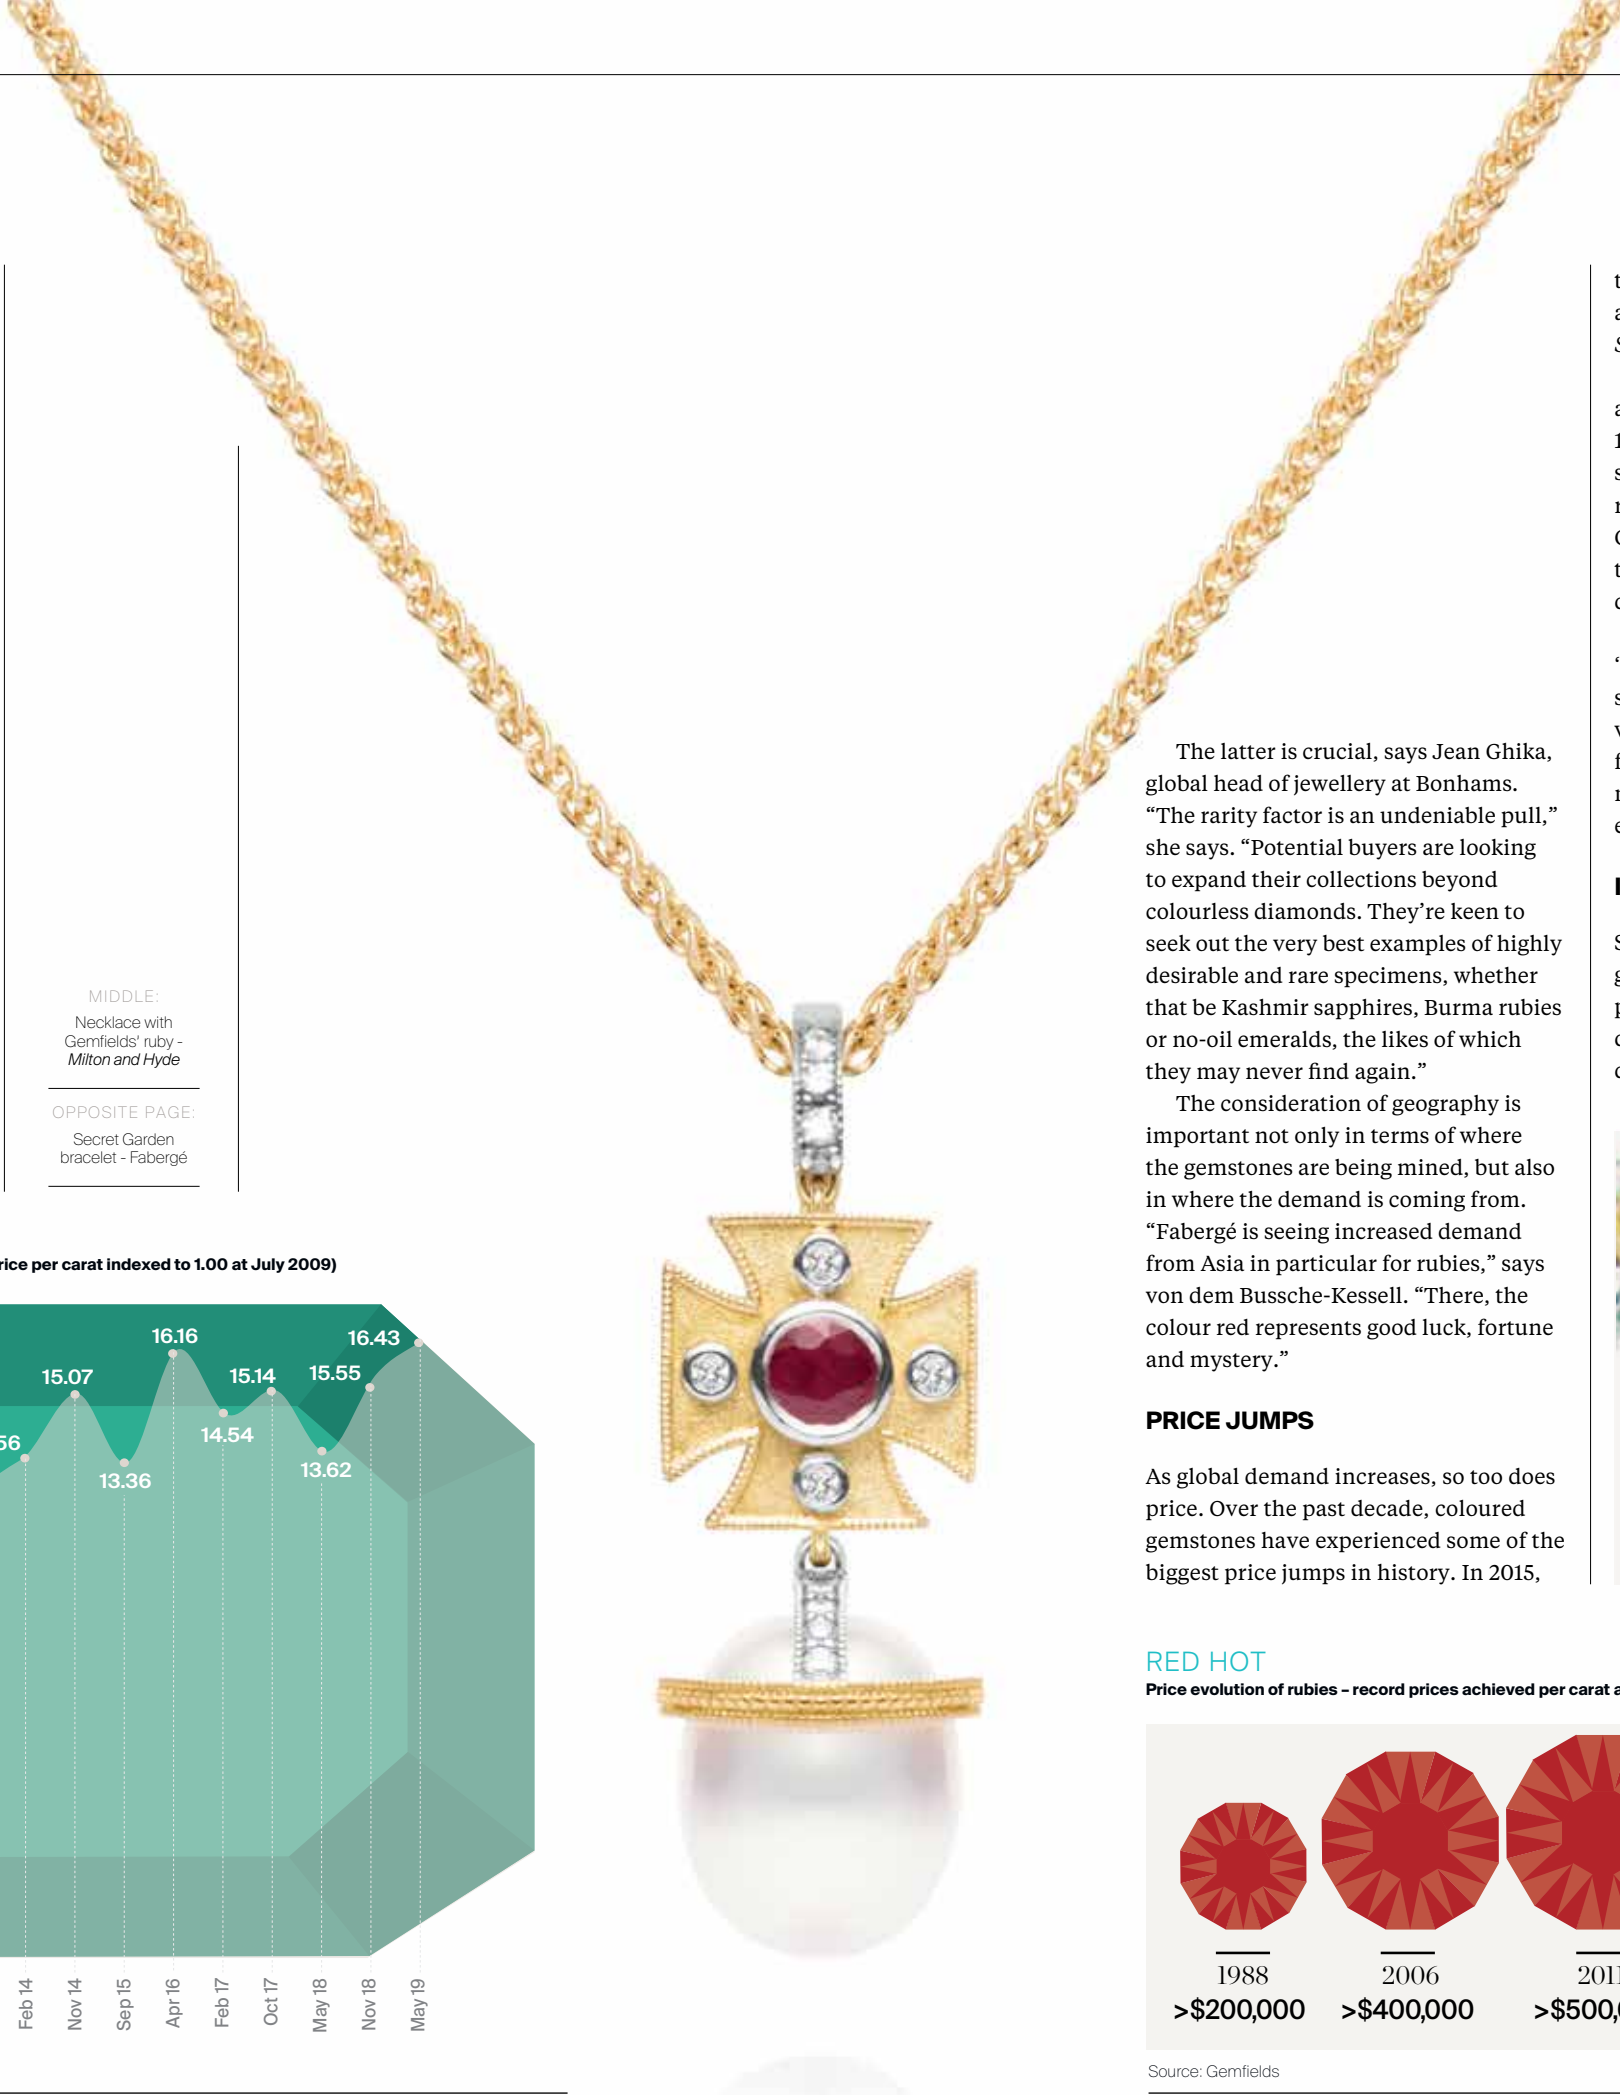 MIDDLE:
Necklace with
Gemfields' ruby -
Milton and Hyde
OPPOSITE PAGE:
Secret Garden
bracelet - Fabergé
per carat indexed to 1.00 at July 2009)
15.07
13.36
16.16
14.54
15.14
13.62
15.55
16.43
Feb 14
Nov 14
Sep 15
Apr 16
Feb 17
Oct 17
May 18
Nov 18
May 19
The latter is crucial, says Jean Ghika,
global head of jewellery at Bonhams.
“The rarity factor is an undeniable pull,”
she says. “Potential buyers are looking
to expand their collections beyond
colourless diamonds. They’re keen to
seek out the very best examples of highly
desirable and rare specimens, whether
that be Kashmir sapphires, Burma rubies
or no-oil emeralds, the likes of which
they may never find again.”
The consideration of geography is
important not only in terms of where
the gemstones are being mined, but also
in where the demand is coming from.
“Fabergé is seeing increased demand
from Asia in particular for rubies,” says
von dem Bussche-Kessell. “There, the
colour red represents good luck, fortune
and mystery.”
PRICE JUMPS
As global demand increases, so too does
price. Over the past decade, coloured
gemstones have experienced some of the
biggest price jumps in history. In 2015,
RED HOT
Price evolution of rubies – record prices achieved per carat
1988
>$200,000
2006
>$400,000
Source: Gemfields